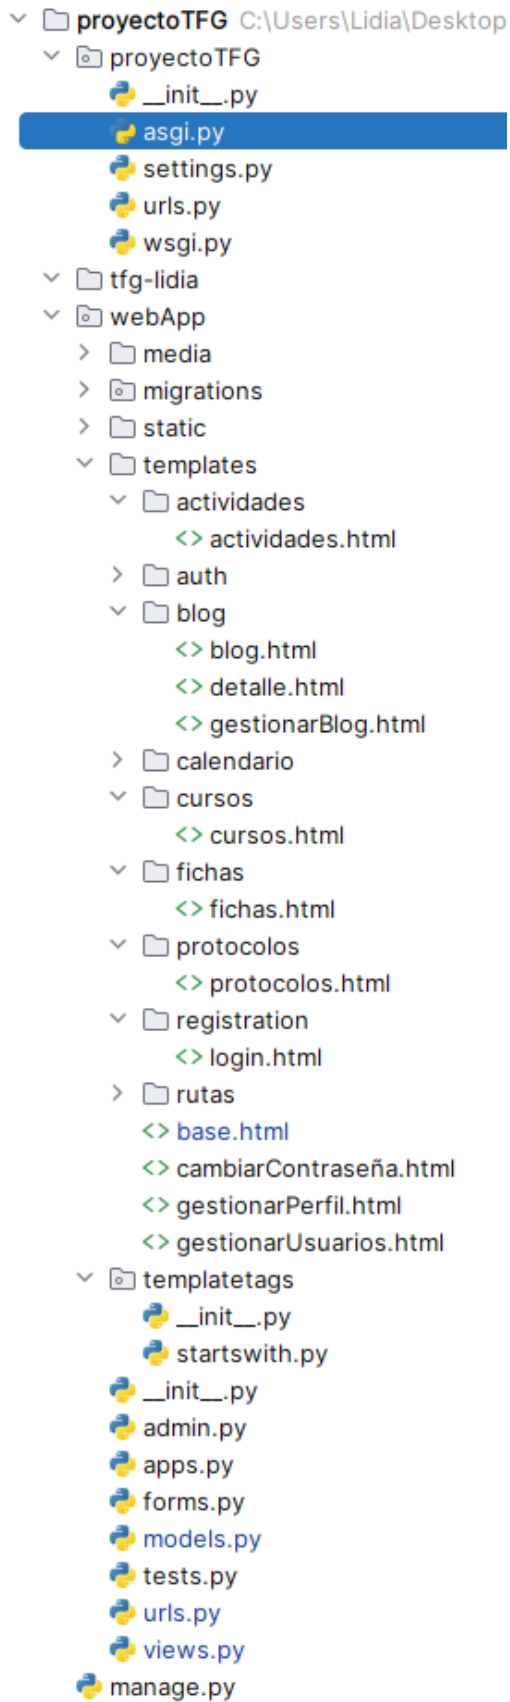 proyectoTFG C:\Users\Lidia\Desktop
proyectoTFG
__init__.py
asgi.py
settings.py
urls.py
wsgi.py
tfg-lidia
webApp
media
migrations
static
templates
actividades
actividades.html
auth
blog
blog.html
detalle.html
gestionarBlog.html
calendario
cursos
cursos.html
fichas
fichas.html
protocolos
protocolos.html
registration
login.html
rutas
base.html
cambiarContraseña.html
gestionarPerfil.html
gestionarUsuarios.html
templatetags
__init__.py
startswith.py
__init__.py
admin.py
apps.py
forms.py
models.py
tests.py
urls.py
views.py
manage.py